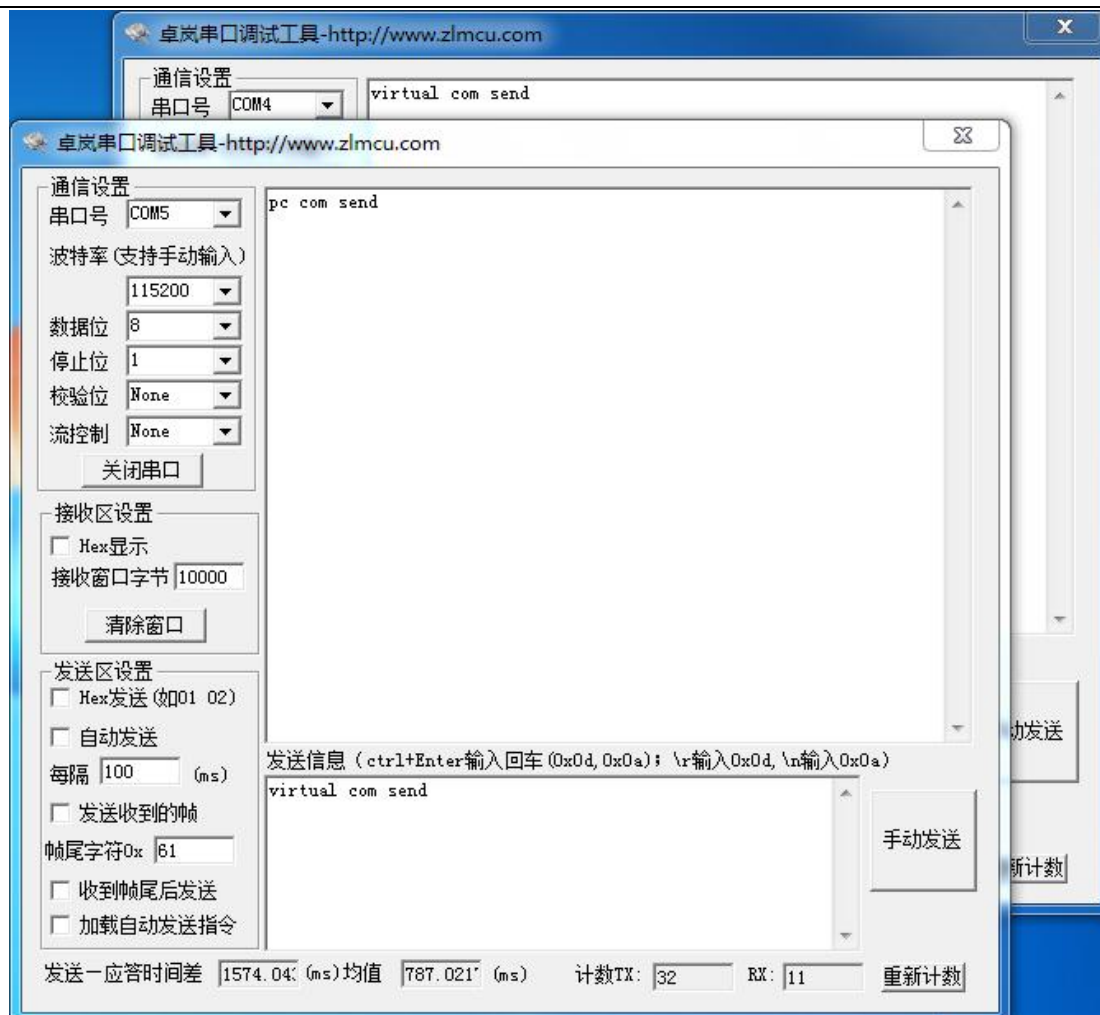 卓岚串口调试工具-http://www.zlmcu.com
通信设置
串口号 COM4
virtual com send
卓岚串口调试工具-http://www.zlmcu.com
通信设置
串口号 COM5
pc com send
波特率(支持手动输入)
115200
数据位 8
停止位 1
校验位 None
流控制 None
关闭串口
接收区设置
Hex显示
接收窗口字节 10000
清除窗口
发送区设置
Hex发送(如01 02)
自动发送
每隔 100 (ms)
发送收到的帧
帧尾字符0x 61
收到帧尾后发送
加载自动发送指令
发送信息(ctrl+Enter输入回车(0x0d,0x0a); \r输入0x0d,\n输入0x0a)
virtual com send
手动发送
动发送
新计数
发送一应答时间差 1574.04 (ms)均值 787.021 (ms) 计数TX: 32 RX: 11 重新计数